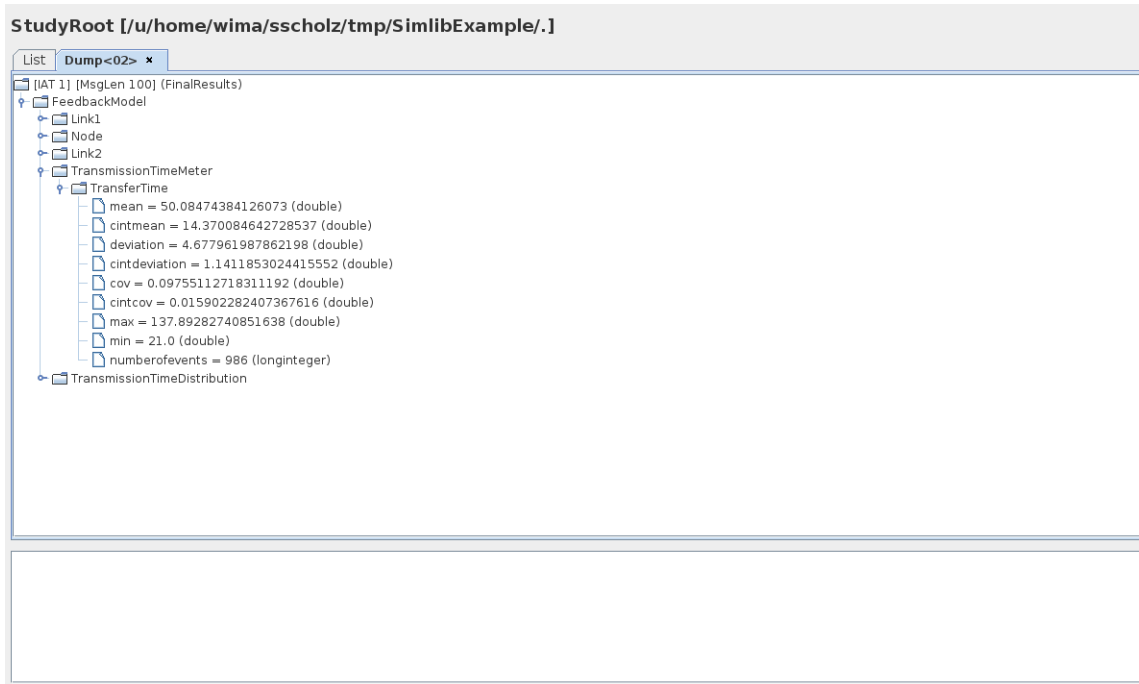 StudyRoot [/u/home/wima/sscholz/tmp/SimlibExample/.]
List Dump<02> ×
[IAT 1] [MsgLen 100] (FinalResults)
FeedbackModel
Link1
Node
Link2
TransmissionTimeMeter
TransferTime
mean = 50.08474384126073 (double)
cintmean = 14.370084642728537 (double)
deviation = 4.677961987862198 (double)
cintdeviation = 1.1411853024415552 (double)
cov = 0.09755112718311192 (double)
cintcov = 0.015902282407367616 (double)
max = 137.89282740851638 (double)
min = 21.0 (double)
numberofevents = 986 (longinteger)
TransmissionTimeDistribution